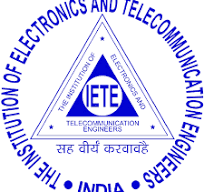 THE INSTITUTION OF ELECTRONICS AND TELECOMMUNICATION ENGINEERS
THE INSTITUTION OF
ELECTRONICS AND
IETE
TELECOMMUNICATION
ENGINEERS
सह वीर्यं करवावहै
INDIA